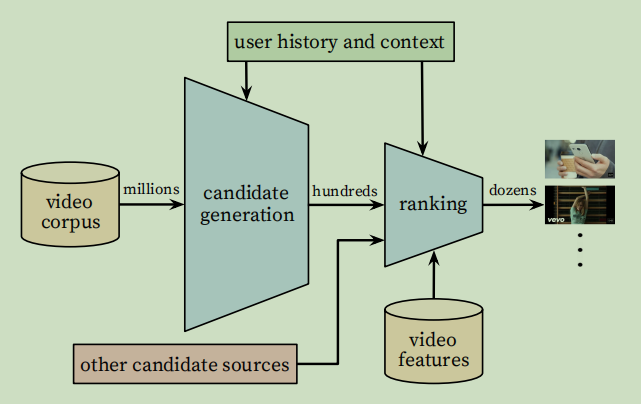 user history and context
millions
video
corpus
candidate
generation
hundreds
ranking
dozens
vevo
other candidate sources
video
features